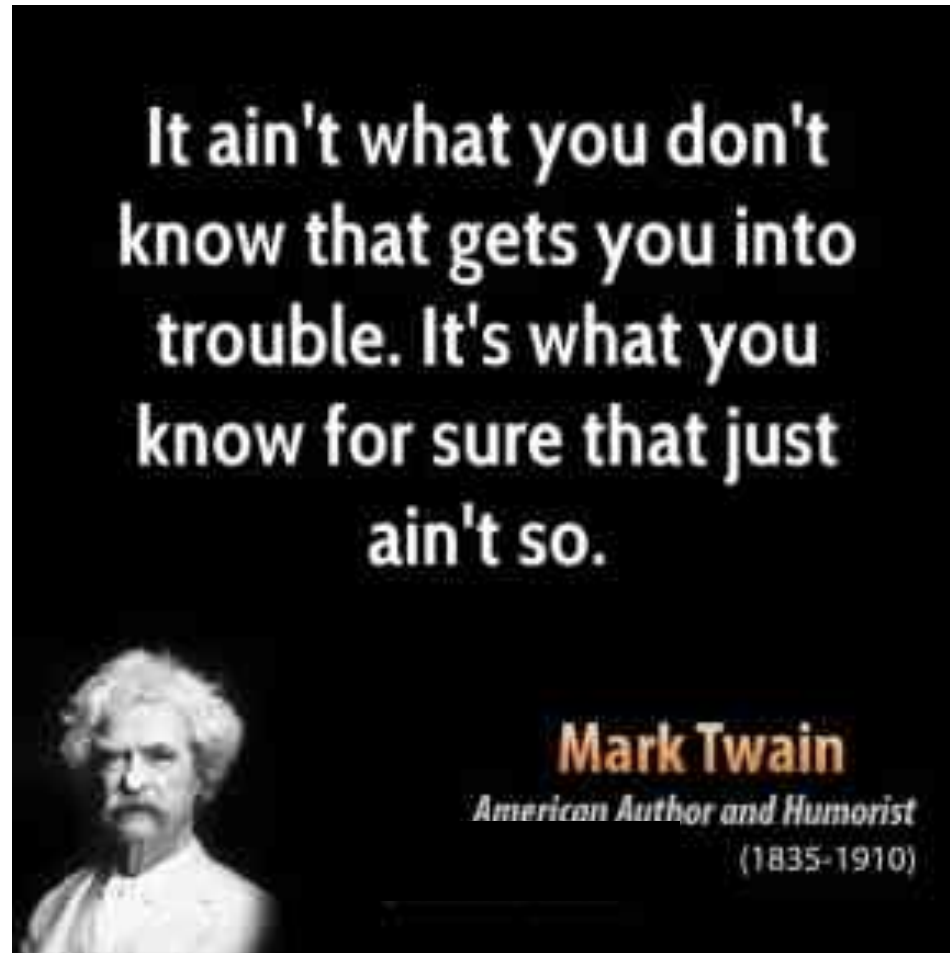 It ain't what you don't
know that gets you into
trouble. It's what you
know for sure that just
ain't so.
Mark Twain
American Author and Humorist
(1835-1910)